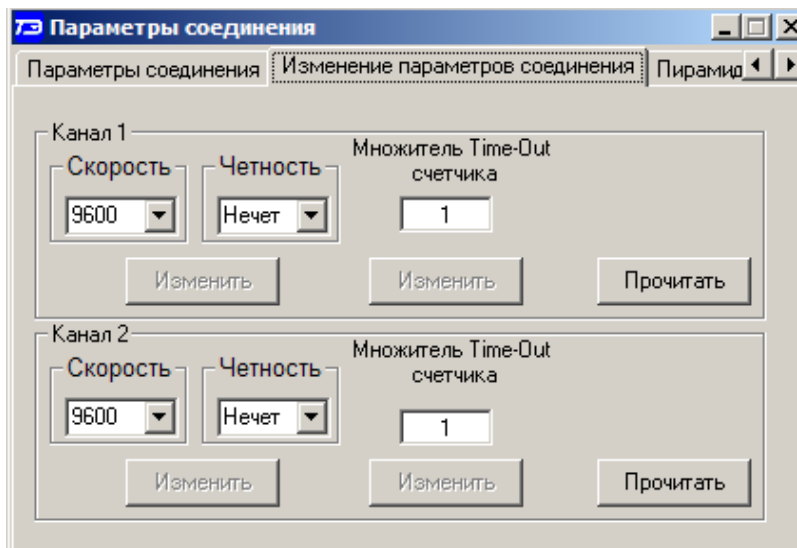 ТЭ Параметры соединения
Параметры соединения Изменение параметров соединения Пирамид
Канал 1
Скорость Четность Множитель Time-Out
счетчика
9600 Нечет 1
Изменить Изменить Прочитать
Канал 2
Скорость Четность Множитель Time-Out
счетчика
9600 Нечет 1
Изменить Изменить Прочитать